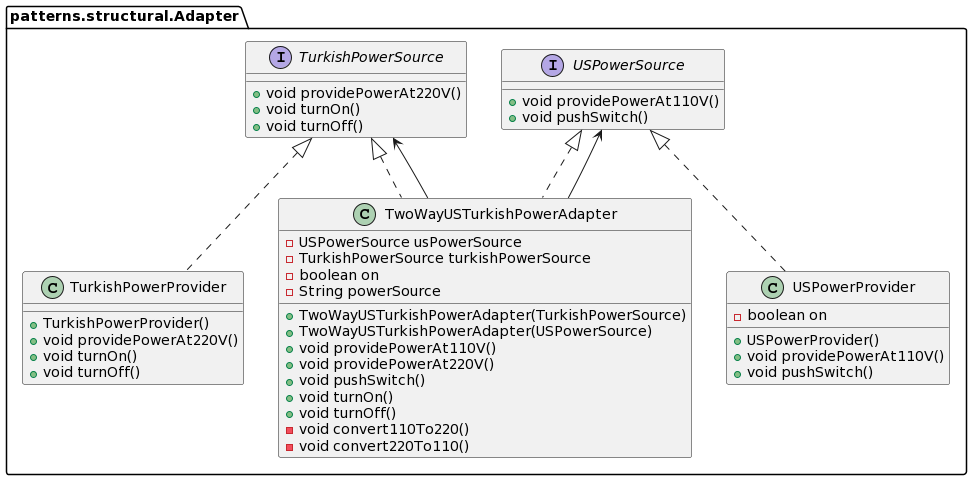 patterns.structural.Adapter
I TurkishPowerSource
void providePowerAt220V()
void turnOn()
void turnOff()
I USPowerSource
void providePowerAt110V()
void pushSwitch()
C TwoWayUSTurkishPowerAdapter
USPowerSource usPowerSource
TurkishPowerSource turkishPowerSource
boolean on
String powerSource
TwoWayUSTurkishPowerAdapter(TurkishPowerSource)
TwoWayUSTurkishPowerAdapter(USPowerSource)
void providePowerAt110V()
void providePowerAt220V()
void pushSwitch()
void turnOn()
void turnOff()
void convert110To220()
void convert220To110()
C TurkishPowerProvider
TurkishPowerProvider()
void providePowerAt220V()
void turnOn()
void turnOff()
C USPowerProvider
boolean on
USPowerProvider()
void providePowerAt110V()
void pushSwitch()